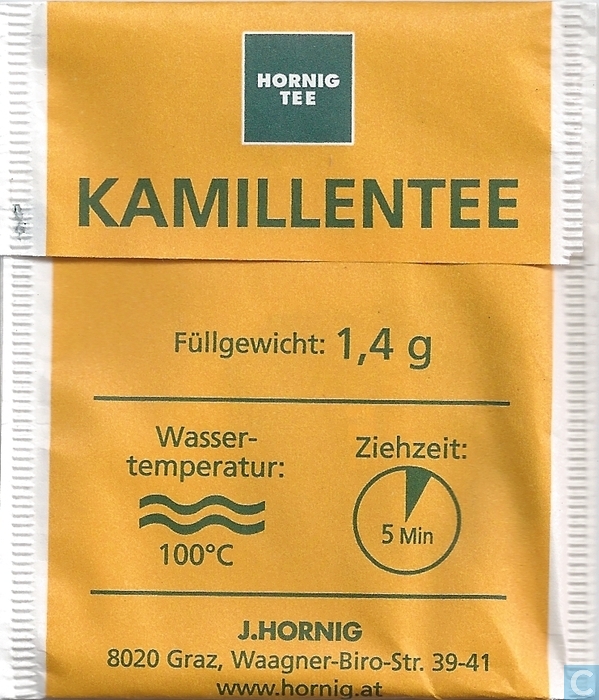 HORNIG
TEE
KAMILLENTEE
Füllgewicht: 1,4 g
Wasser-
temperatur:
100°C
Ziehzeit:
5 Min
J.HORNIG
8020 Graz, Waagner-Biro-Str. 39-41
www.hornig.at
C